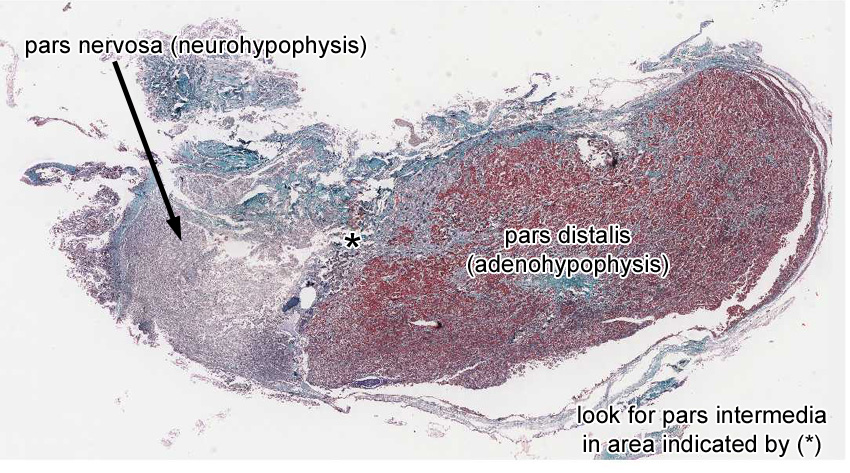 pars nervosa (neurohypophysis)
*
pars distalis
(adenohypophysis)
look for pars intermedia
in area indicated by (*)